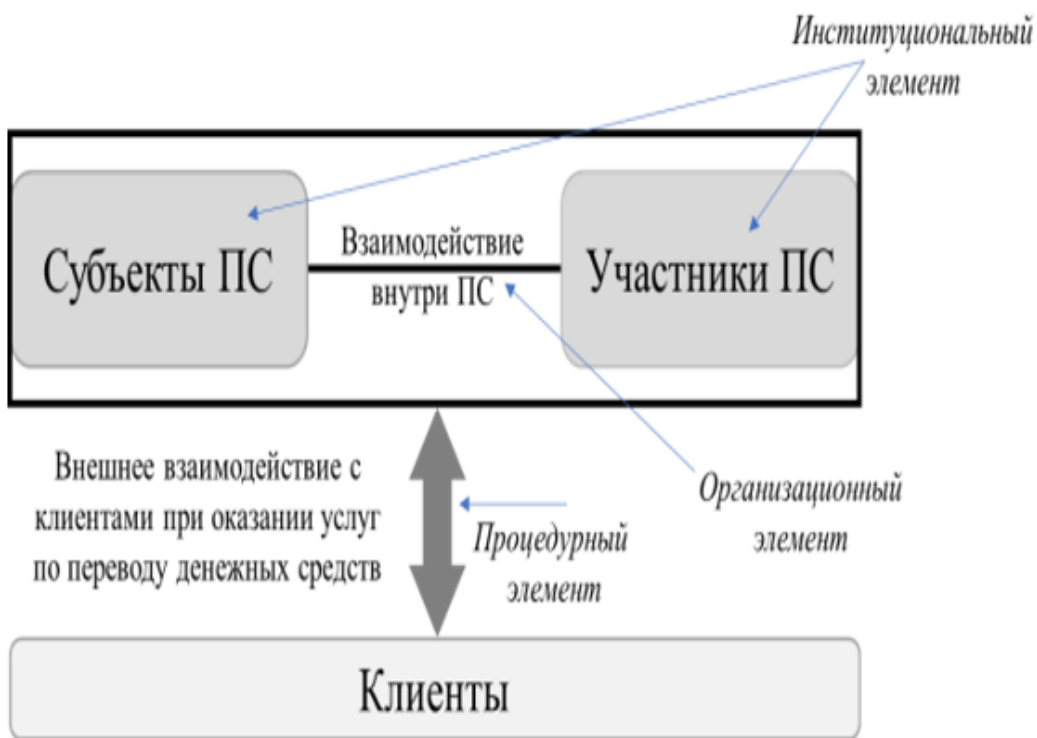 Институциональный
элемент
Субъекты ПС
Взаимодействие
внутри ПС
Участники ПС
Внешнее взаимодействие с
клиентами при оказании услуг
по переводу денежных средств
Процедурный
элемент
Организационный
элемент
Клиенты